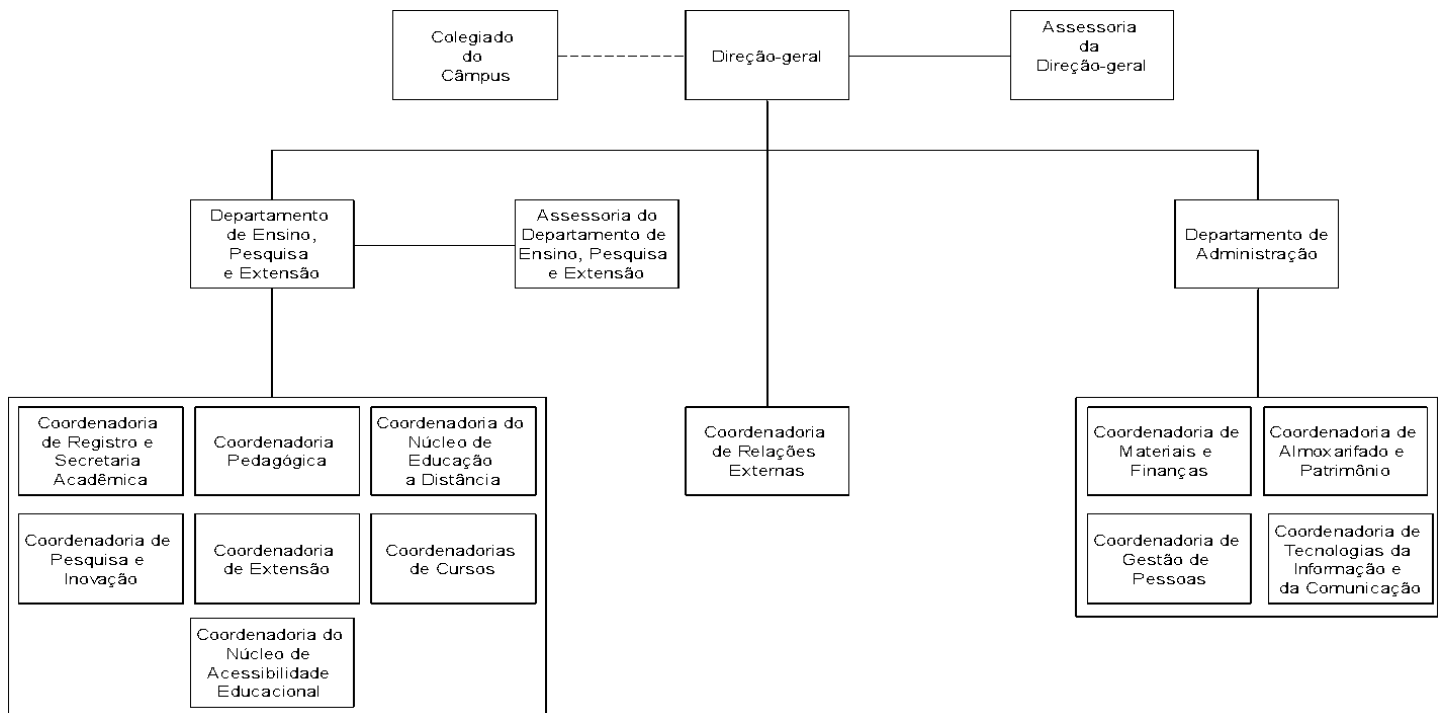 Colegiado
do
Câmpus
Direção-geral
Assessoria
da
Direção-geral
Departamento
de Ensino,
Pesquisa
e Extensão
Assessoria do
Departamento de
Ensino, Pesquisa
e Extensão
Departamento de
Administração
Coordenadoria
de Registro e
Secretaria
Acadêmica
Coordenadoria
Pedagógica
Coordenadoria do
Núcleo de
Educação
a Distância
Coordenadoria
de Relações
Externas
Coordenadoria de
Materiais e
Finanças
Coordenadoria de
Almoxarifado e
Patrimônio
Coordenadoria de
Pesquisa e
Inovação
Coordenadoria
de Extensão
Coordenadorias
de Cursos
Coordenadoria de
Gestão de
Pessoas
Coordenadoria de
Tecnologias da
Informação e
da Comunicação
Coordenadoria do
Núcleo de
Acessibilidade
Educacional